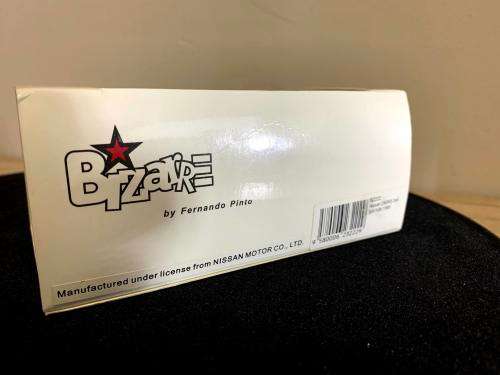 BizarRE
by Fernando Pinto
Manufactured under license from NISSAN MOTOR CO., LTD.